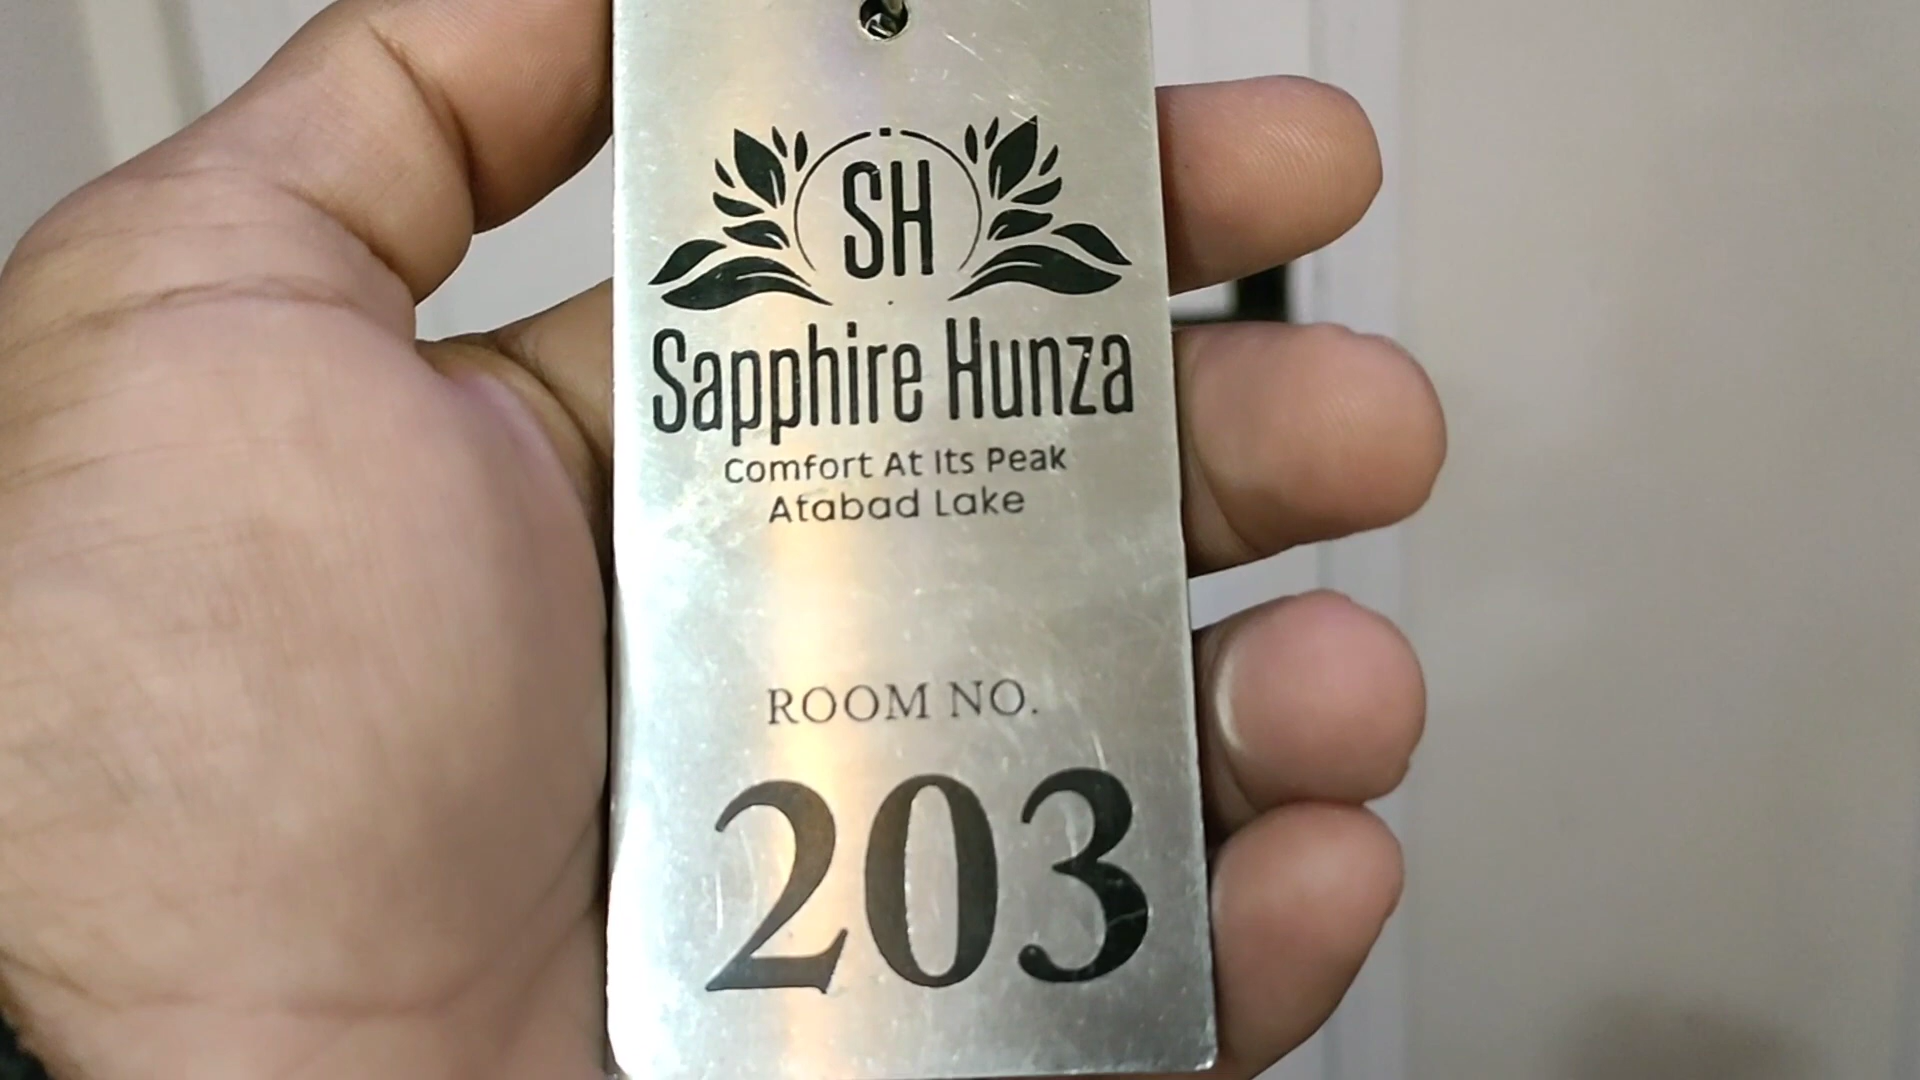 SH
Sapphire Hunza
Comfort At Its Peak
Atabad Lake
ROOM NO.
203